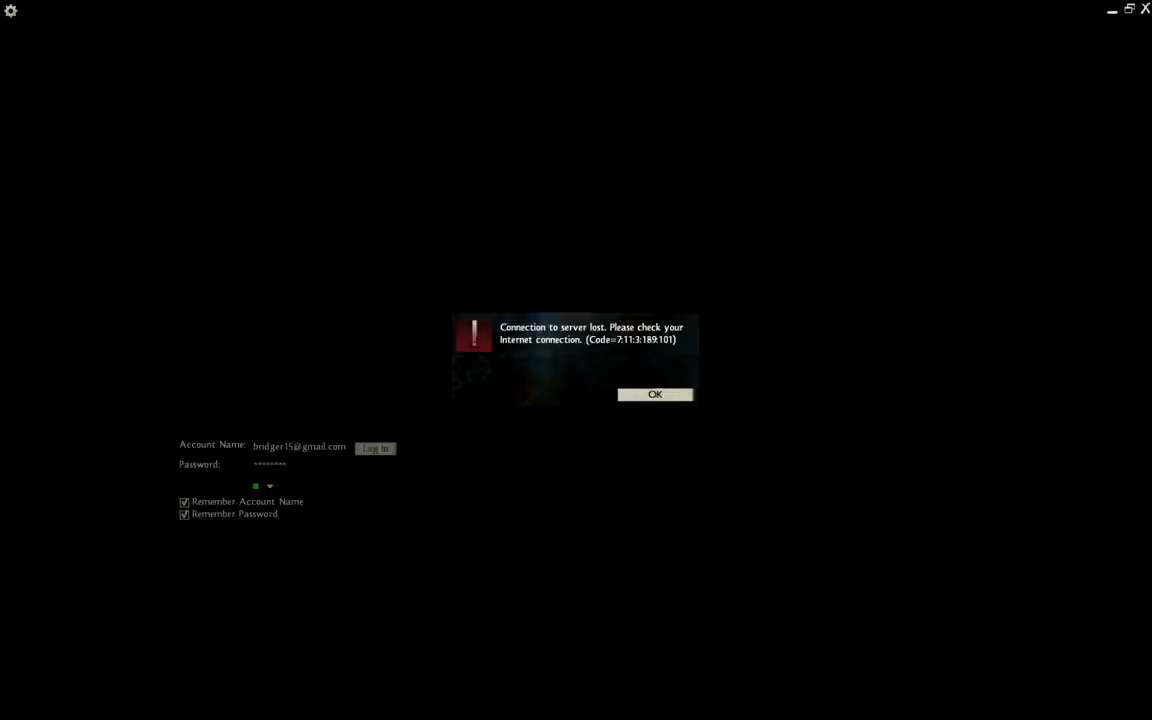 Connection to server lost. Please check your
Internet connection. (Code=7:11:3:189:101)
OK
Account Name: bridger15@gmail.com Log in
Password: ********
Remember Account Name
Remember Password